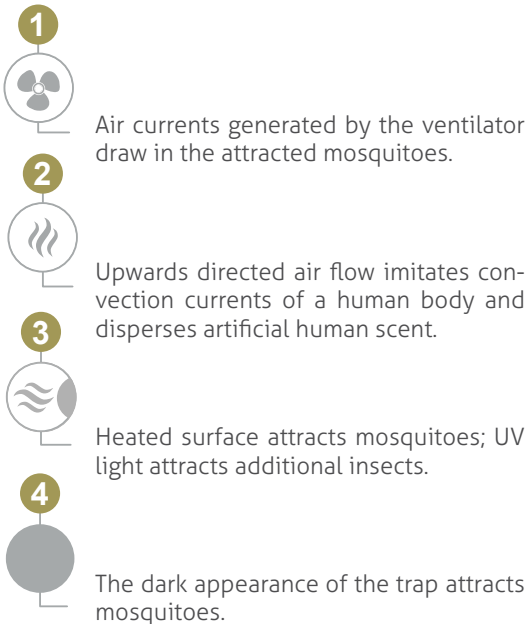 1
Air currents generated by the ventilator
draw in the attracted mosquitoes.
2
Upwards directed air flow imitates con-
vection currents of a human body and
disperses artificial human scent.
3
Heated surface attracts mosquitoes; UV
light attracts additional insects.
4
The dark appearance of the trap attracts
mosquitoes.